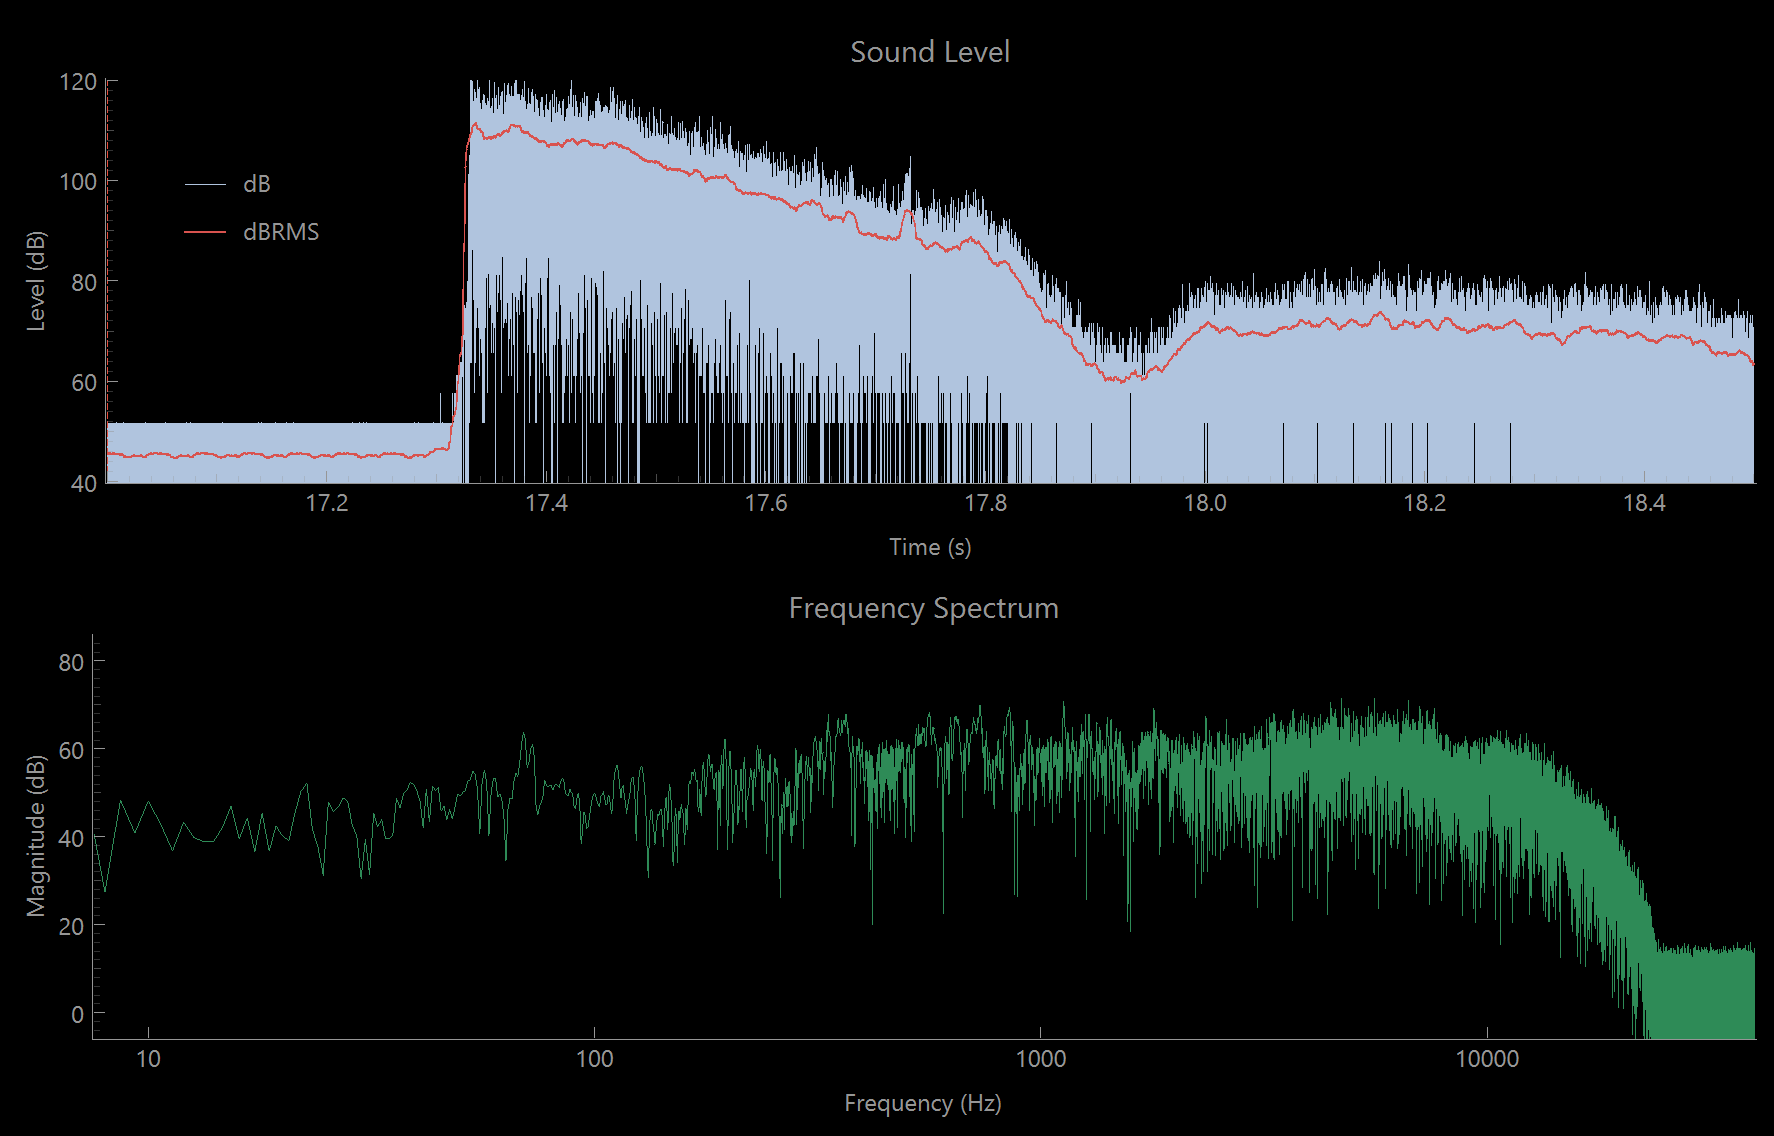 Sound Level
120
100
80
60
40
Level (dB)
dB
dBRMS
17.2 17.4 17.6 17.8 18.0 18.2 18.4
Time (s)
Frequency Spectrum
80
60
40
20
0
Magnitude (dB)
10 100 1000 10000
Frequency (Hz)